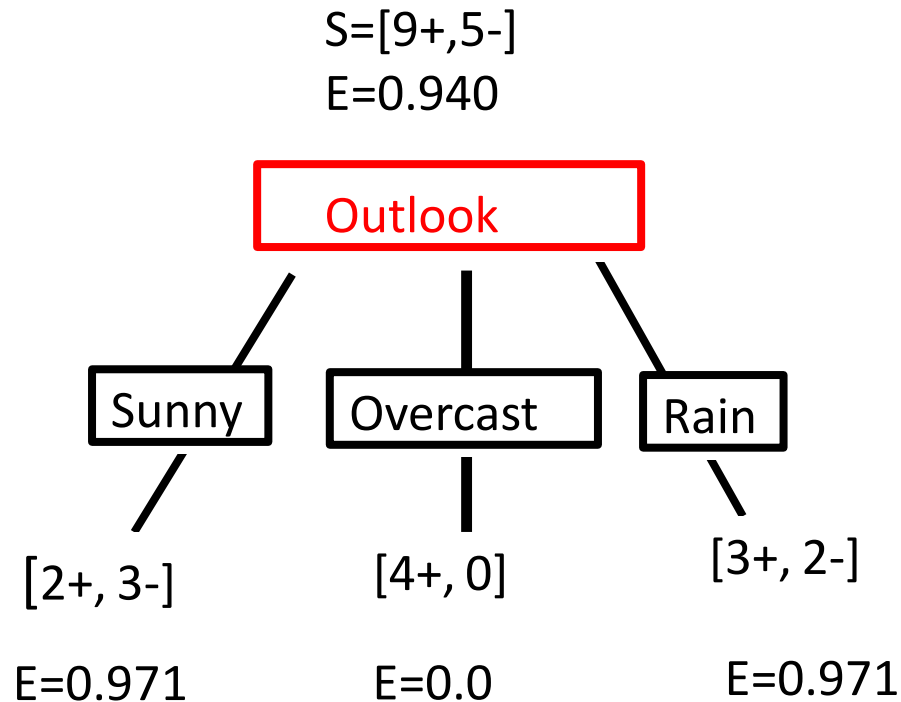 S=[9+,5-]
E=0.940
Outlook
Sunny
Overcast
Rain
[2+, 3-]
[4+, 0]
[3+, 2-]
E=0.971
E=0.0
E=0.971